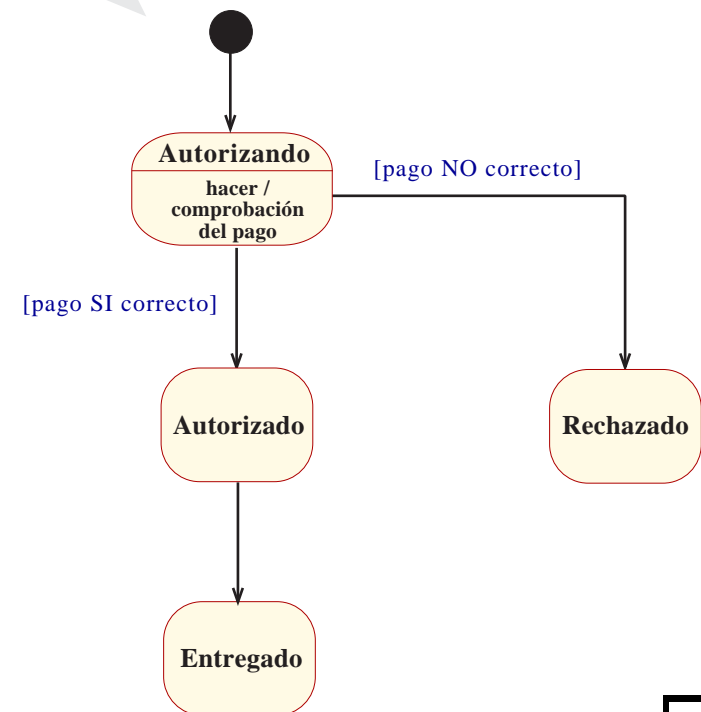 Autorizando
[pago NO correcto]
hacer /
comprobación
del pago
[pago SI correcto]
Autorizado
Rechazado
Entregado